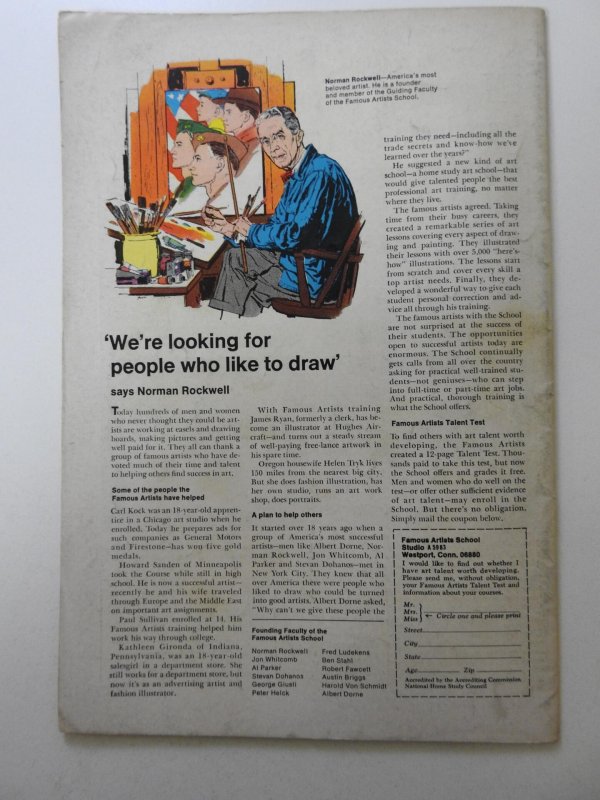 Norman Rockwell—America's most
beloved artist. He is a founder
and member of the Guiding Faculty
of the Famous Artists School.
'We're looking for
people who like to draw'
says Norman Rockwell
Today hundreds of men and women
who never thought they could be art-
ists are working at easels and drawing
boards, making pictures and getting
well paid for it. They all can thank a
group of famous artists who have de-
voted much of their time and talent
to helping others find success in art.
Some of the people the
Famous Artists have helped
Carl Kock was an 18-year-old appren-
tice in a Chicago art studio when he
enrolled. Today he prepares ads for
such companies as General Motors
and Firestone—has won five gold
medals.
Howard Sanden of Minneapolis
took the Course while still in high
school. He is now a successful artist—
recently he and his wife traveled
through Europe and the Middle East
on important art assignments.
Paul Sullivan enrolled at 14. His
Famous Artists training helped him
work his way through college.
Kathleen Gironda of Indiana,
Pennsylvania, was an 18-year-old
salesgirl in a department store. She
still works for a department store, but
now it's as an advertising artist and
fashion illustrator.
With Famous Artists training
James Ryan, formerly a clerk, has be-
come an illustrator at Hughes Air-
craft—and turns out a steady stream
of well-paying free-lance artwork in
his spare time.
Oregon housewife Helen Tryk lives
150 miles from the nearest big city.
But she does fashion illustration, has
her own studio, runs an art work
shop, does portraits.
A plan to help others
It started over 18 years ago when a
group of America's most successful
artists—men like Albert Dorne, Nor-
man Rockwell, Jon Whitcomb, Al
Parker and Stevan Dohanos—met in
New York City. They knew that all
over America there were people who
liked to draw who could be turned
into good artists. Albert Dorne asked,
"Why can't we give these people the
Founding Faculty of the
Famous Artists School
Norman Rockwell
Jon Whitcomb
Al Parker
Stevan Dohanos
George Giusti
Peter Helck
Fred Ludekens
Ben Stahl
Robert Fawcett
Austin Briggs
Harold Von Schmidt
Albert Dorne
training they need—including all the
trade secrets and know-how we've
learned over the years?"
He suggested a new kind of art
school—a home study art school—that
would give talented people the best
professional art training, no matter
where they live.
The famous artists agreed. Taking
time from their busy careers, they
created a remarkable series of art
lessons covering every aspect of draw-
ing and painting. They illustrated
their lessons with over 5,000 "here's-
how" illustrations. The lessons start
from scratch and cover every skill a
top artist needs. Finally, they de-
veloped a wonderful way to give each
student personal correction and ad-
vice all through his training.
The famous artists with the School
are not surprised at the success of
their students. The opportunities
open to successful artists today are
enormous. The School continually
gets calls from all over the country
asking for practical well-trained stu-
dents—not geniuses—who can step
into full-time or part-time art jobs.
And practical, thorough training is
what the School offers.
Famous Artists Talent Test
To find others with art talent worth
developing, the Famous Artists
created a 12-page Talent Test. Thou-
sands paid to take this test, but now
the School offers and grades it free.
Men and women who do well on the
test—or offer other sufficient evidence
of art talent—may enroll in the
School. But there's no obligation.
Simply mail the coupon below.
Famous Artists School
Studio A 5083
Westport, Conn. 06880
I would like to find out whether I
have art talent worth developing.
Please send me, without obligation,
your Famous Artists Talent Test and
information about your courses.
Mr.
Mrs. ← Circle one and please print
Miss
Street
City
State
Age Zip
Accredited by the Accrediting Commission
National Home Study Council